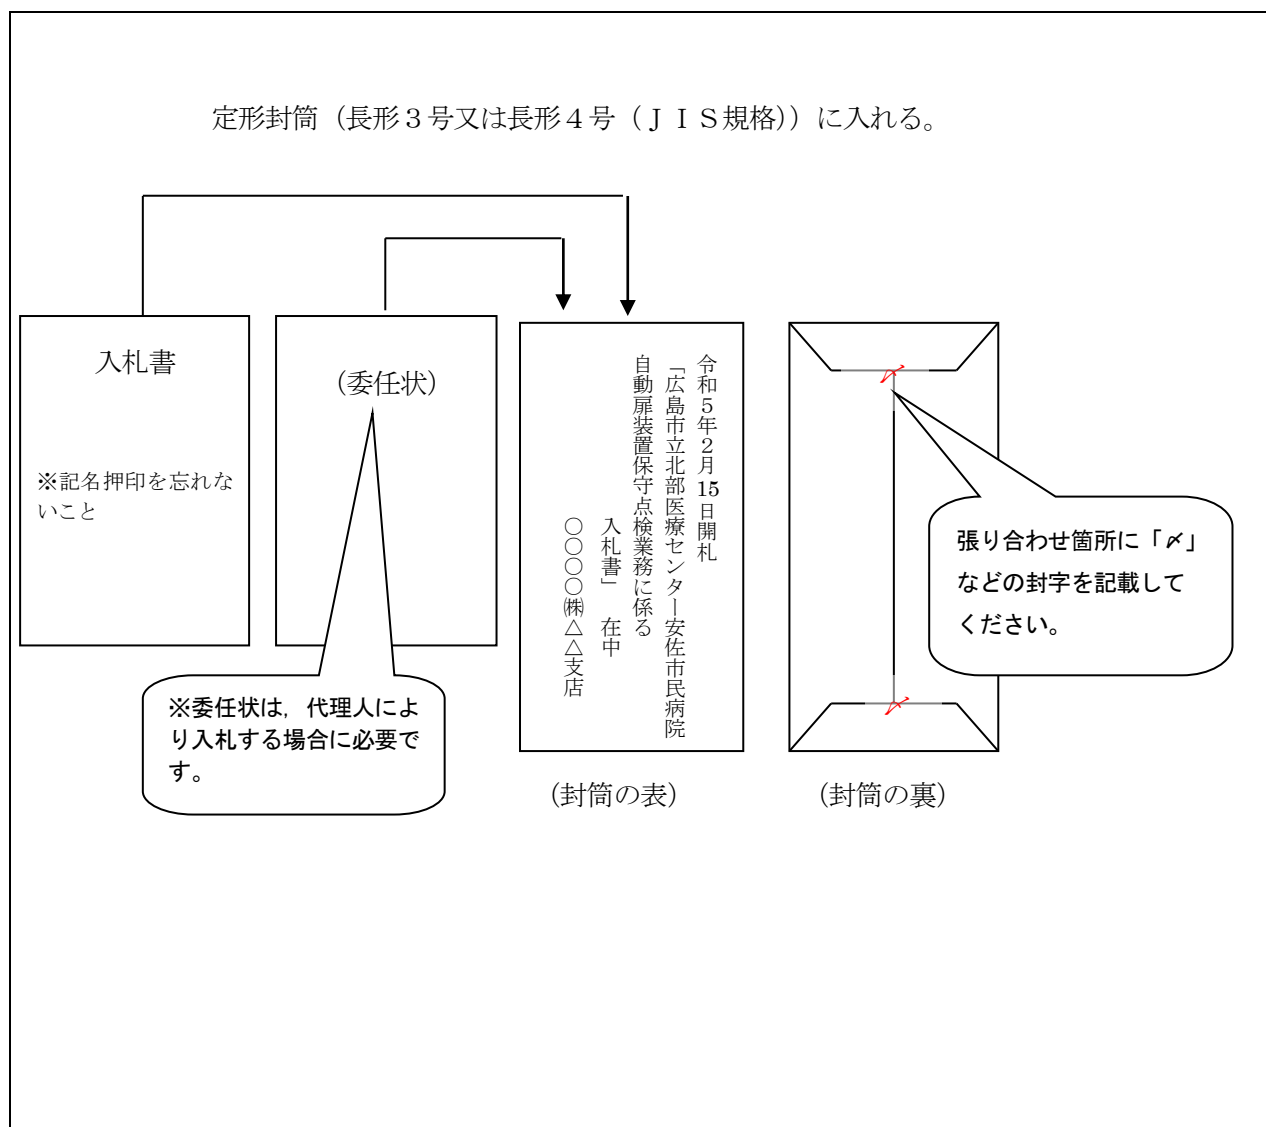 定形封筒（長形３号又は長形４号（ＪＩＳ規格））に入れる。
入札書
※記名押印を忘れな
いこと
（委任状）
※委任状は，代理人によ
り入札する場合に必要で
す。
令和５年２月15日開札
「広島市立北部医療センター安佐市民病院
自動扉装置保守点検業務に係る
入札書」　在中
〇〇〇〇㈱△△支店
（封筒の表）
〆
張り合わせ箇所に「〆」
などの封字を記載して
ください。
〆
（封筒の裏）